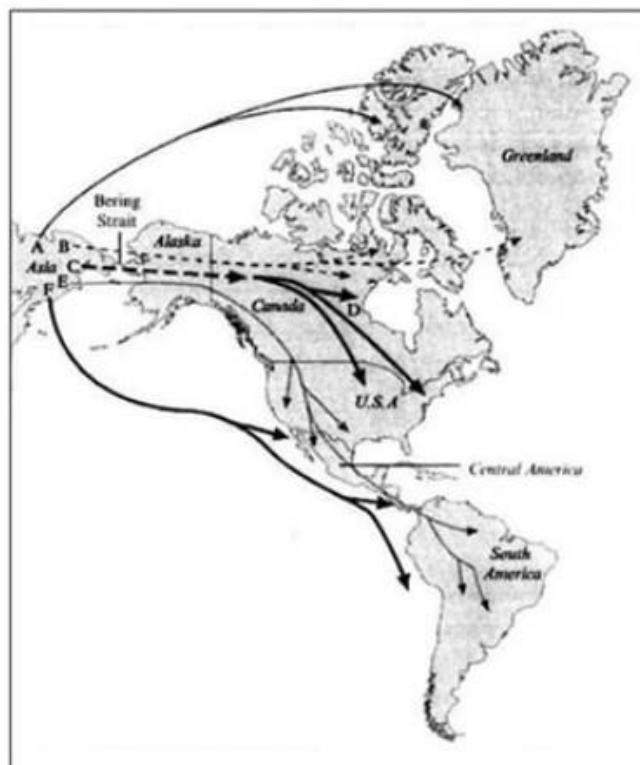 Greenland
Bering
Strait
Alaska
A B
Asia C
E
F
Canada
D
U.S.A
Central America
South
America